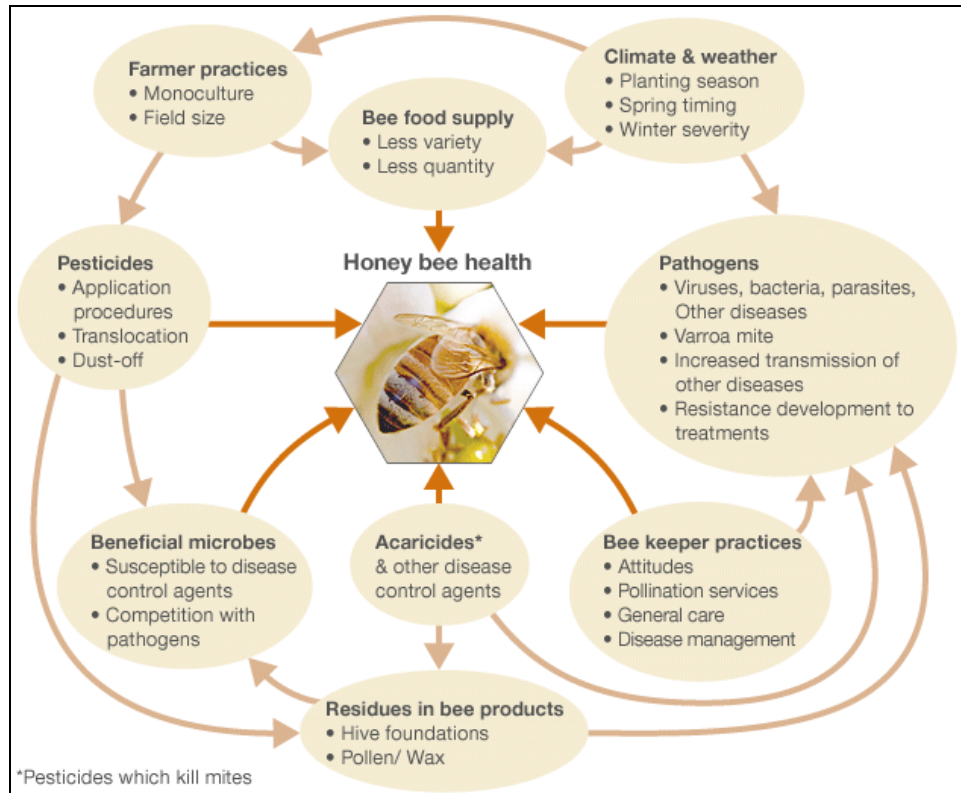 Farmer practices
• Monoculture
• Field size
Climate & weather
• Planting season
• Spring timing
• Winter severity
Bee food supply
• Less variety
• Less quantity
Honey bee health
Pesticides
• Application
procedures
• Translocation
• Dust-off
Pathogens
• Viruses, bacteria, parasites,
Other diseases
• Varroa mite
• Increased transmission of
other diseases
• Resistance development to
treatments
Beneficial microbes
• Susceptible to disease
control agents
• Competition with
pathogens
Acaricides*
& other disease
control agents
Bee keeper practices
• Attitudes
• Pollination services
• General care
• Disease management
Residues in bee products
• Hive foundations
• Pollen/ Wax
*Pesticides which kill mites